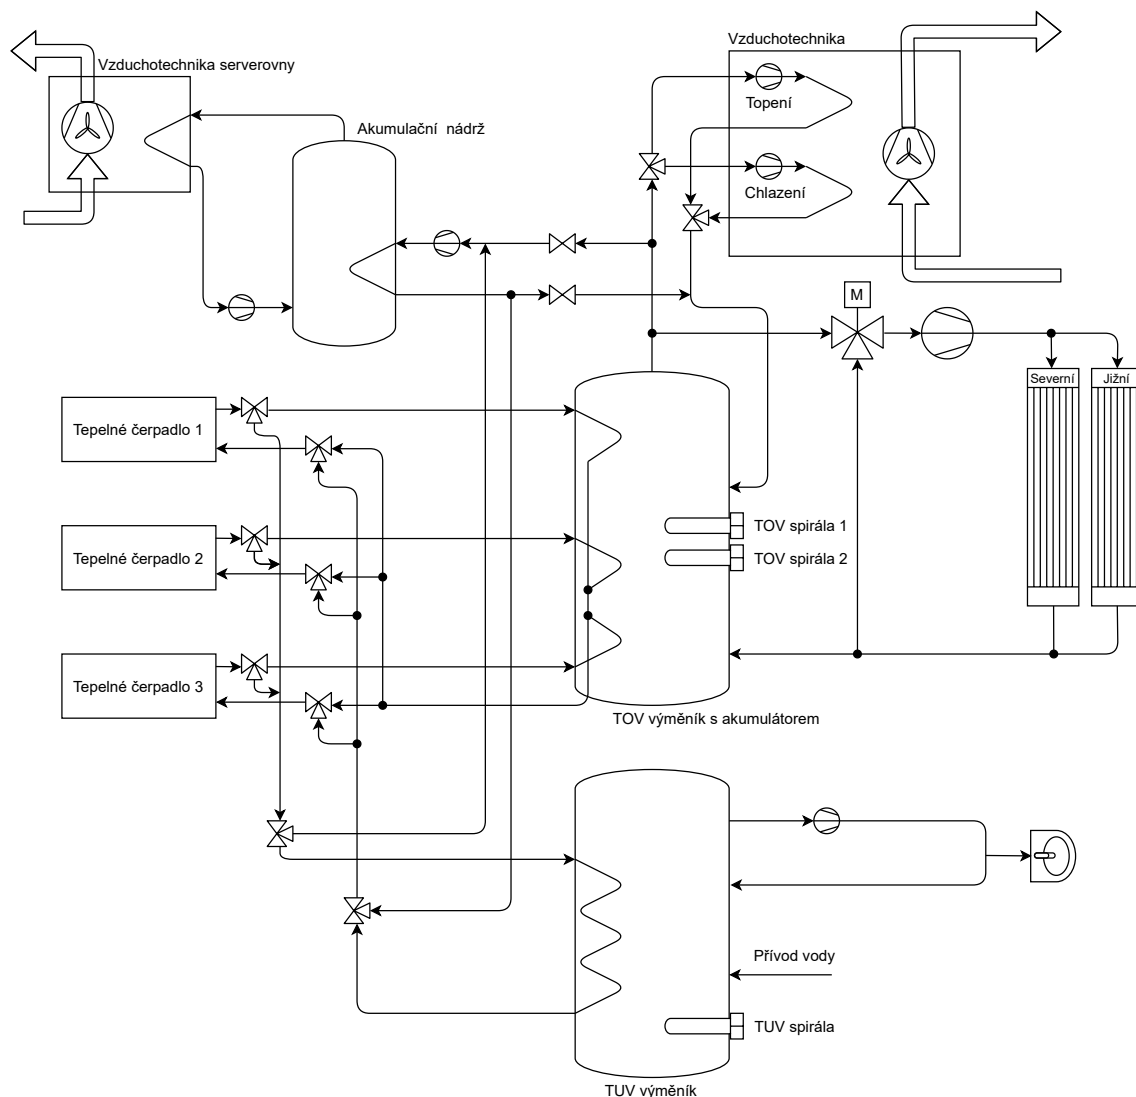 Vzduchotechnika
Vzduchotechnika serverovny
Topení
Akumulační nádrž
Chlazení
M
Severní
Jižní
Tepelné čerpadlo 1
TOV spirála 1
Tepelné čerpadlo 2
TOV spirála 2
Tepelné čerpadlo 3
TOV výměník s akumulátorem
Přívod vody
TUV spirála
TUV výměník